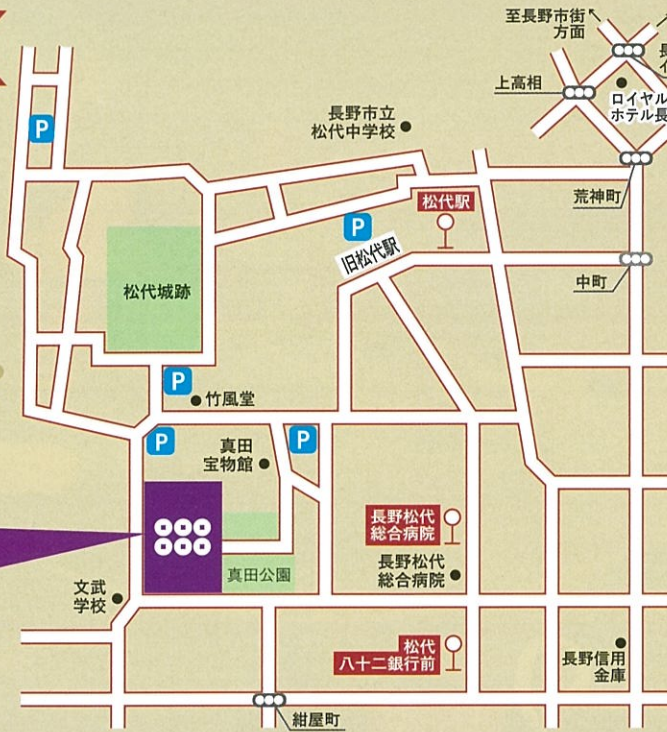 至長野市街
方面
上高相
ロイヤル
ホテル長
長野市立
松代中学校
P
荒神町
松代駅
P
旧松代駅
中町
松代城跡
P
竹風堂
P
P
真田
宝物館
長野松代
総合病院
長野松代
総合病院
真田公園
文武
学校
松代
八十二銀行前
長野信用
金庫
紺屋町